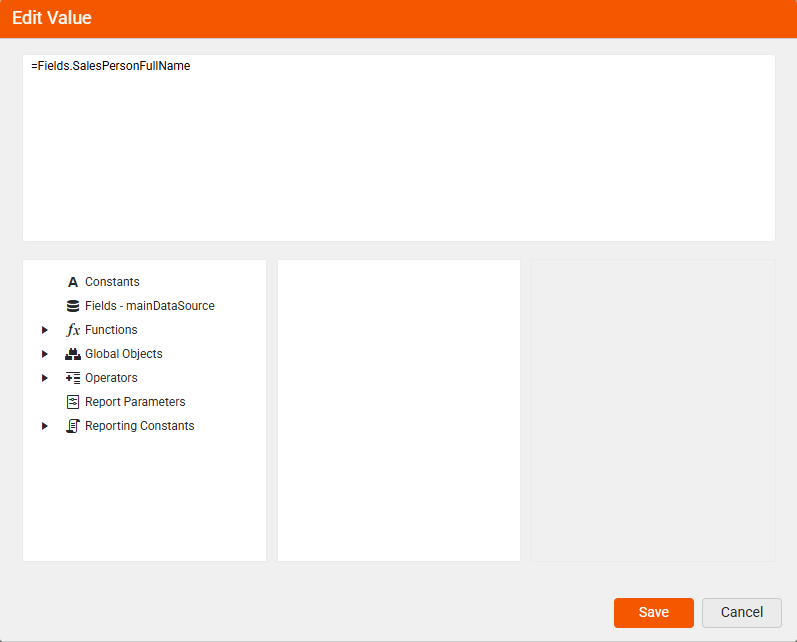 Edit Value
=Fields.SalesPersonFullName
A Constants
Fields - mainDataSource
fx Functions
Global Objects
Operators
Report Parameters
Reporting Constants
Save Cancel